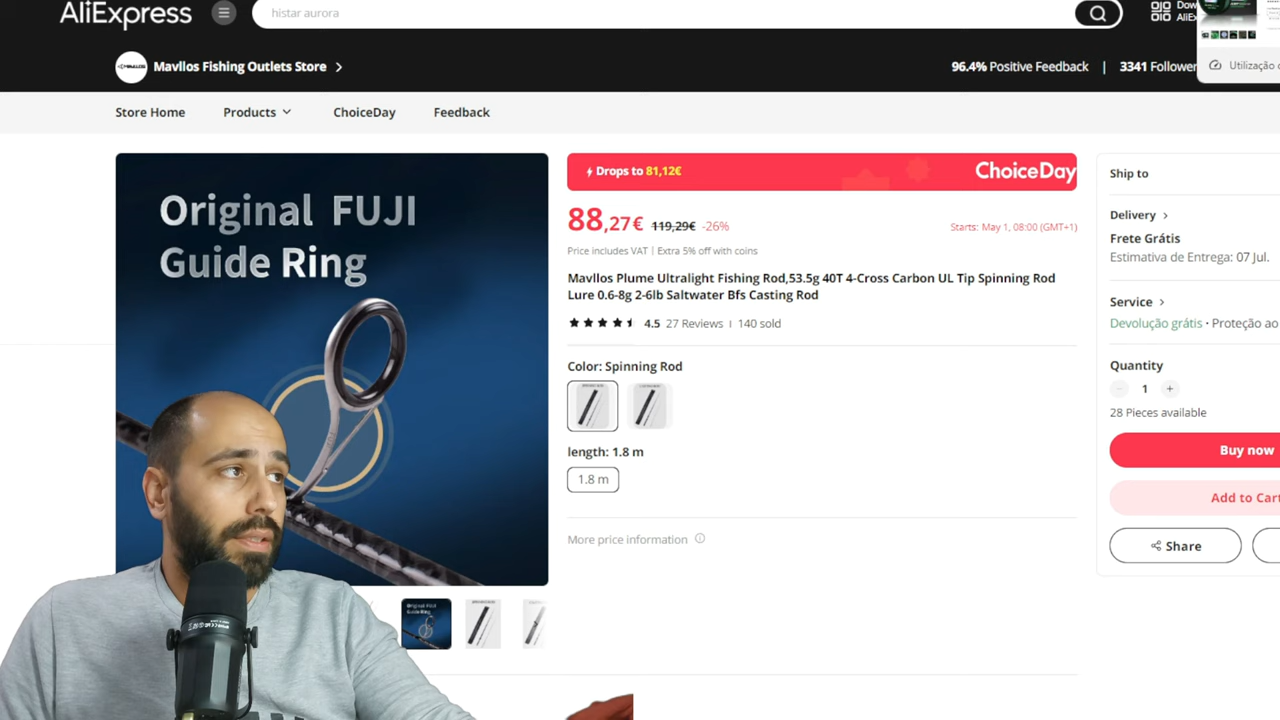 AliExpress
histar aurora
Dow
AliEx
Mavllos Fishing Outlets Store
96.4% Positive Feedback | 3341 Follower
Utilização
Store Home
Products
ChoiceDay
Feedback
Original FUJI
Guide Ring
Drops to 81,12€
ChoiceDay
88,27€ 119,29€ -26%
Starts: May 1, 08:00 (GMT+1)
Price includes VAT | Extra 5% off with coins
Mavllos Plume Ultralight Fishing Rod,53.5g 40T 4-Cross Carbon UL Tip Spinning Rod
Lure 0.6-8g 2-6lb Saltwater Bfs Casting Rod
4.5 27 Reviews | 140 sold
Color: Spinning Rod
length: 1.8 m
1.8 m
More price information
Ship to
Delivery
Frete Grátis
Estimativa de Entrega: 07 Jul.
Service
Devolução grátis · Proteção ao
Quantity
1
28 Pieces available
Buy now
Add to Cart
Share
Original FUJI
Guide Ring